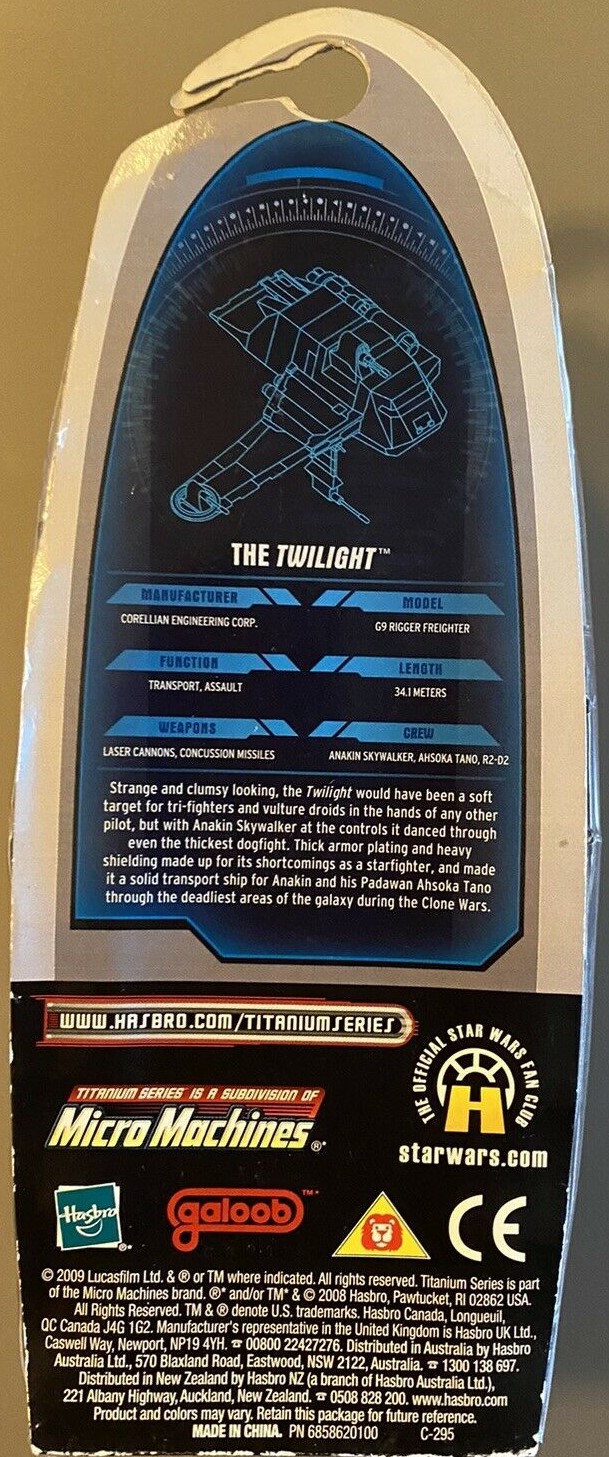 THE TWILIGHT™
MANUFACTURER
CORELLIAN ENGINEERING CORP.
MODEL
G9 RIGGER FREIGHTER
FUNCTION
TRANSPORT, ASSAULT
LENGTH
34.1 METERS
WEAPONS
LASER CANNONS, CONCUSSION MISSILES
CREW
ANAKIN SKYWALKER, AHSOKA TANO, R2-D2
Strange and clumsy looking, the Twilight would have been a soft
target for tri-fighters and vulture droids in the hands of any other
pilot, but with Anakin Skywalker at the controls it danced through
even the thickest dogfight. Thick armor plating and heavy
shielding made up for its shortcomings as a starfighter, and made
it a solid transport ship for Anakin and his Padawan Ahsoka Tano
through the deadliest areas of the galaxy during the Clone Wars.
WWW.HASBRO.COM/TITANIUMSERIES
TITANIUM SERIES IS A SUBDIVISION OF
Micro Machines®*
THE OFFICIAL STAR WARS FAN CLUB
H
starwars.com
Hasbro®*
galoob™*
CE
© 2009 Lucasfilm Ltd. & ® or TM where indicated. All rights reserved. Titanium Series is part
of the Micro Machines brand. ®* and/or TM* & © 2008 Hasbro, Pawtucket, RI 02862 USA.
All Rights Reserved. TM & ® denote U.S. trademarks. Hasbro Canada, Longueuil,
QC Canada J4G 1G2. Manufacturer's representative in the United Kingdom is Hasbro UK Ltd.,
Caswell Way, Newport, NP19 4YH. ☎ 00800 22427276. Distributed in Australia by Hasbro
Australia Ltd., 570 Blaxland Road, Eastwood, NSW 2122, Australia. ☎ 1300 138 697.
Distributed in New Zealand by Hasbro NZ (a branch of Hasbro Australia Ltd.),
221 Albany Highway, Auckland, New Zealand. ☎ 0508 828 200. www.hasbro.com
Product and colors may vary. Retain this package for future reference.
MADE IN CHINA. PN 6858620100 C-295